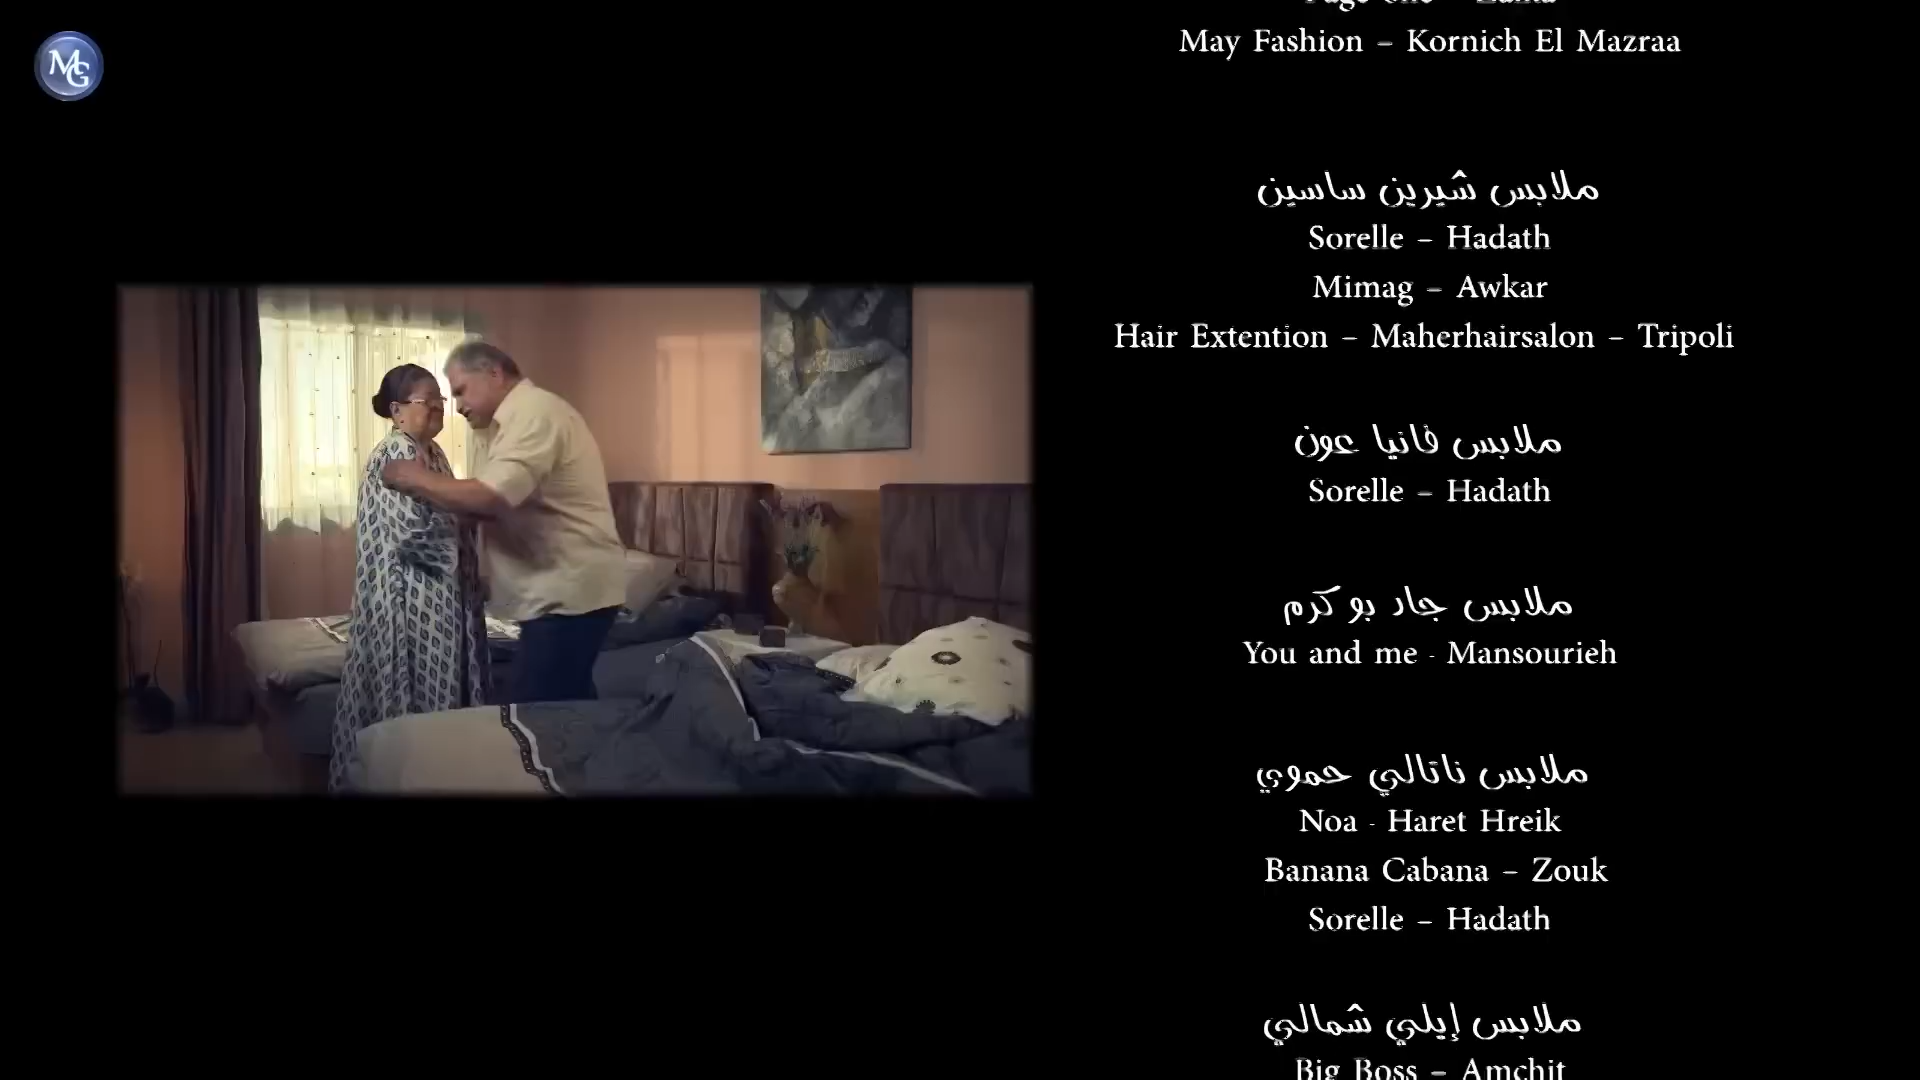 MG
May Fashion – Kornich El Mazraa
ملابس شيرين ساسين
Sorelle – Hadath
Mimag – Awkar
Hair Extention – Maherhairsalon – Tripoli
ملابس فانيا عون
Sorelle – Hadath
ملابس جاد بو كرم
You and me - Mansourieh
ملابس ناتالي حموي
Noa - Haret Hreik
Banana Cabana – Zouk
Sorelle – Hadath
ملابس إيلي شمالي
Big Boss – Amchit